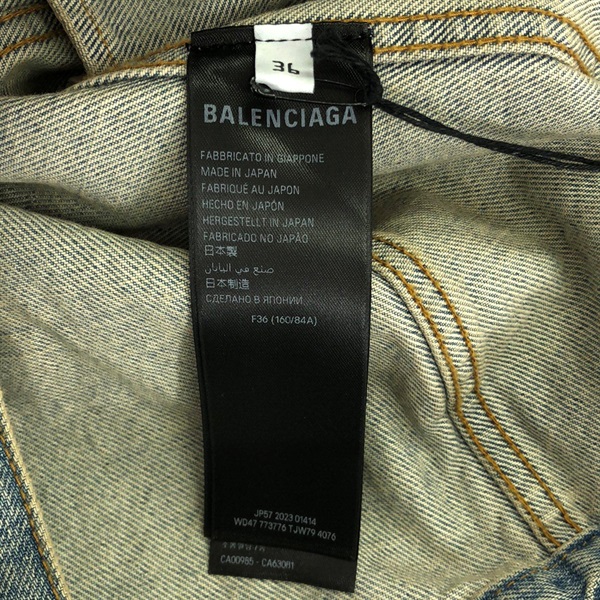 36
BALENCIAGA
FABBRICATO IN GIAPPONE
MADE IN JAPAN
FABRIQUÉ AU JAPON
HECHO EN JAPÓN
HERGESTELLT IN JAPAN
FABRICADO NO JAPÃO
日本製
صنع في اليابان
日本制造
СДЕЛАНО В ЯПОНИИ
F36 (160/84A)
JP57 2023 01414
WD47 773776 TJW79 4076
CA00985 - CA63081